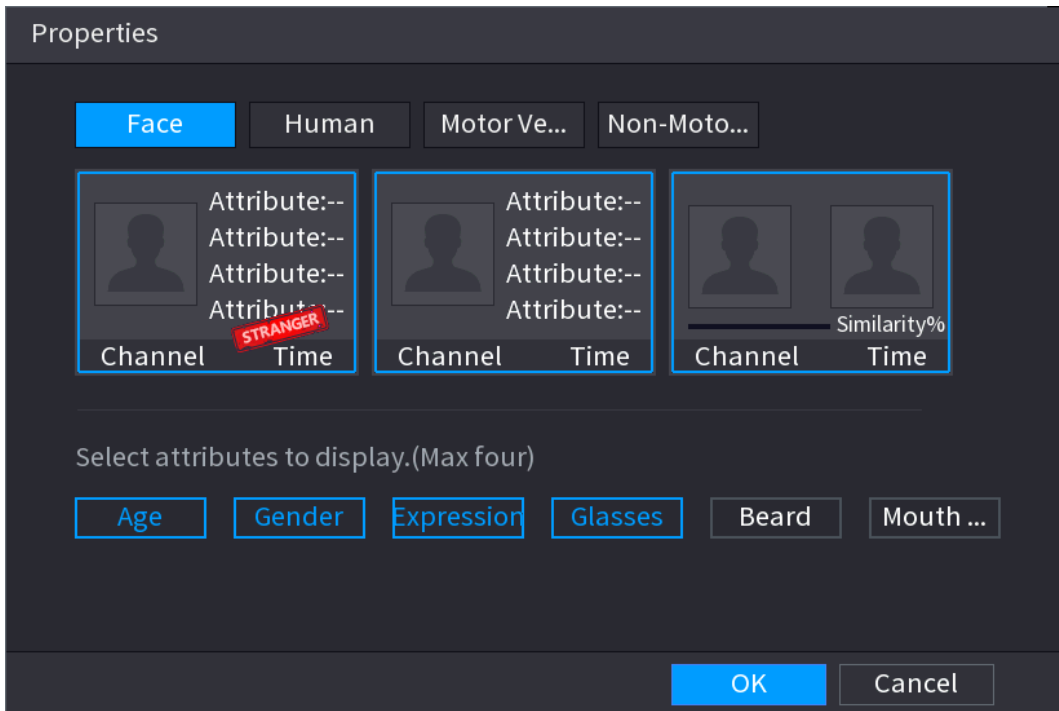 Properties
Face Human Motor Ve... Non-Moto...
Attribute:-- Attribute:--
Attribute:-- Attribute:--
Attribute:-- Attribute:--
Attribute:-- Attribute:--
STRANGER Similarity%
Channel Time Channel Time Channel Time
Select attributes to display.(Max four)
Age Gender Expression Glasses Beard Mouth ...
OK Cancel